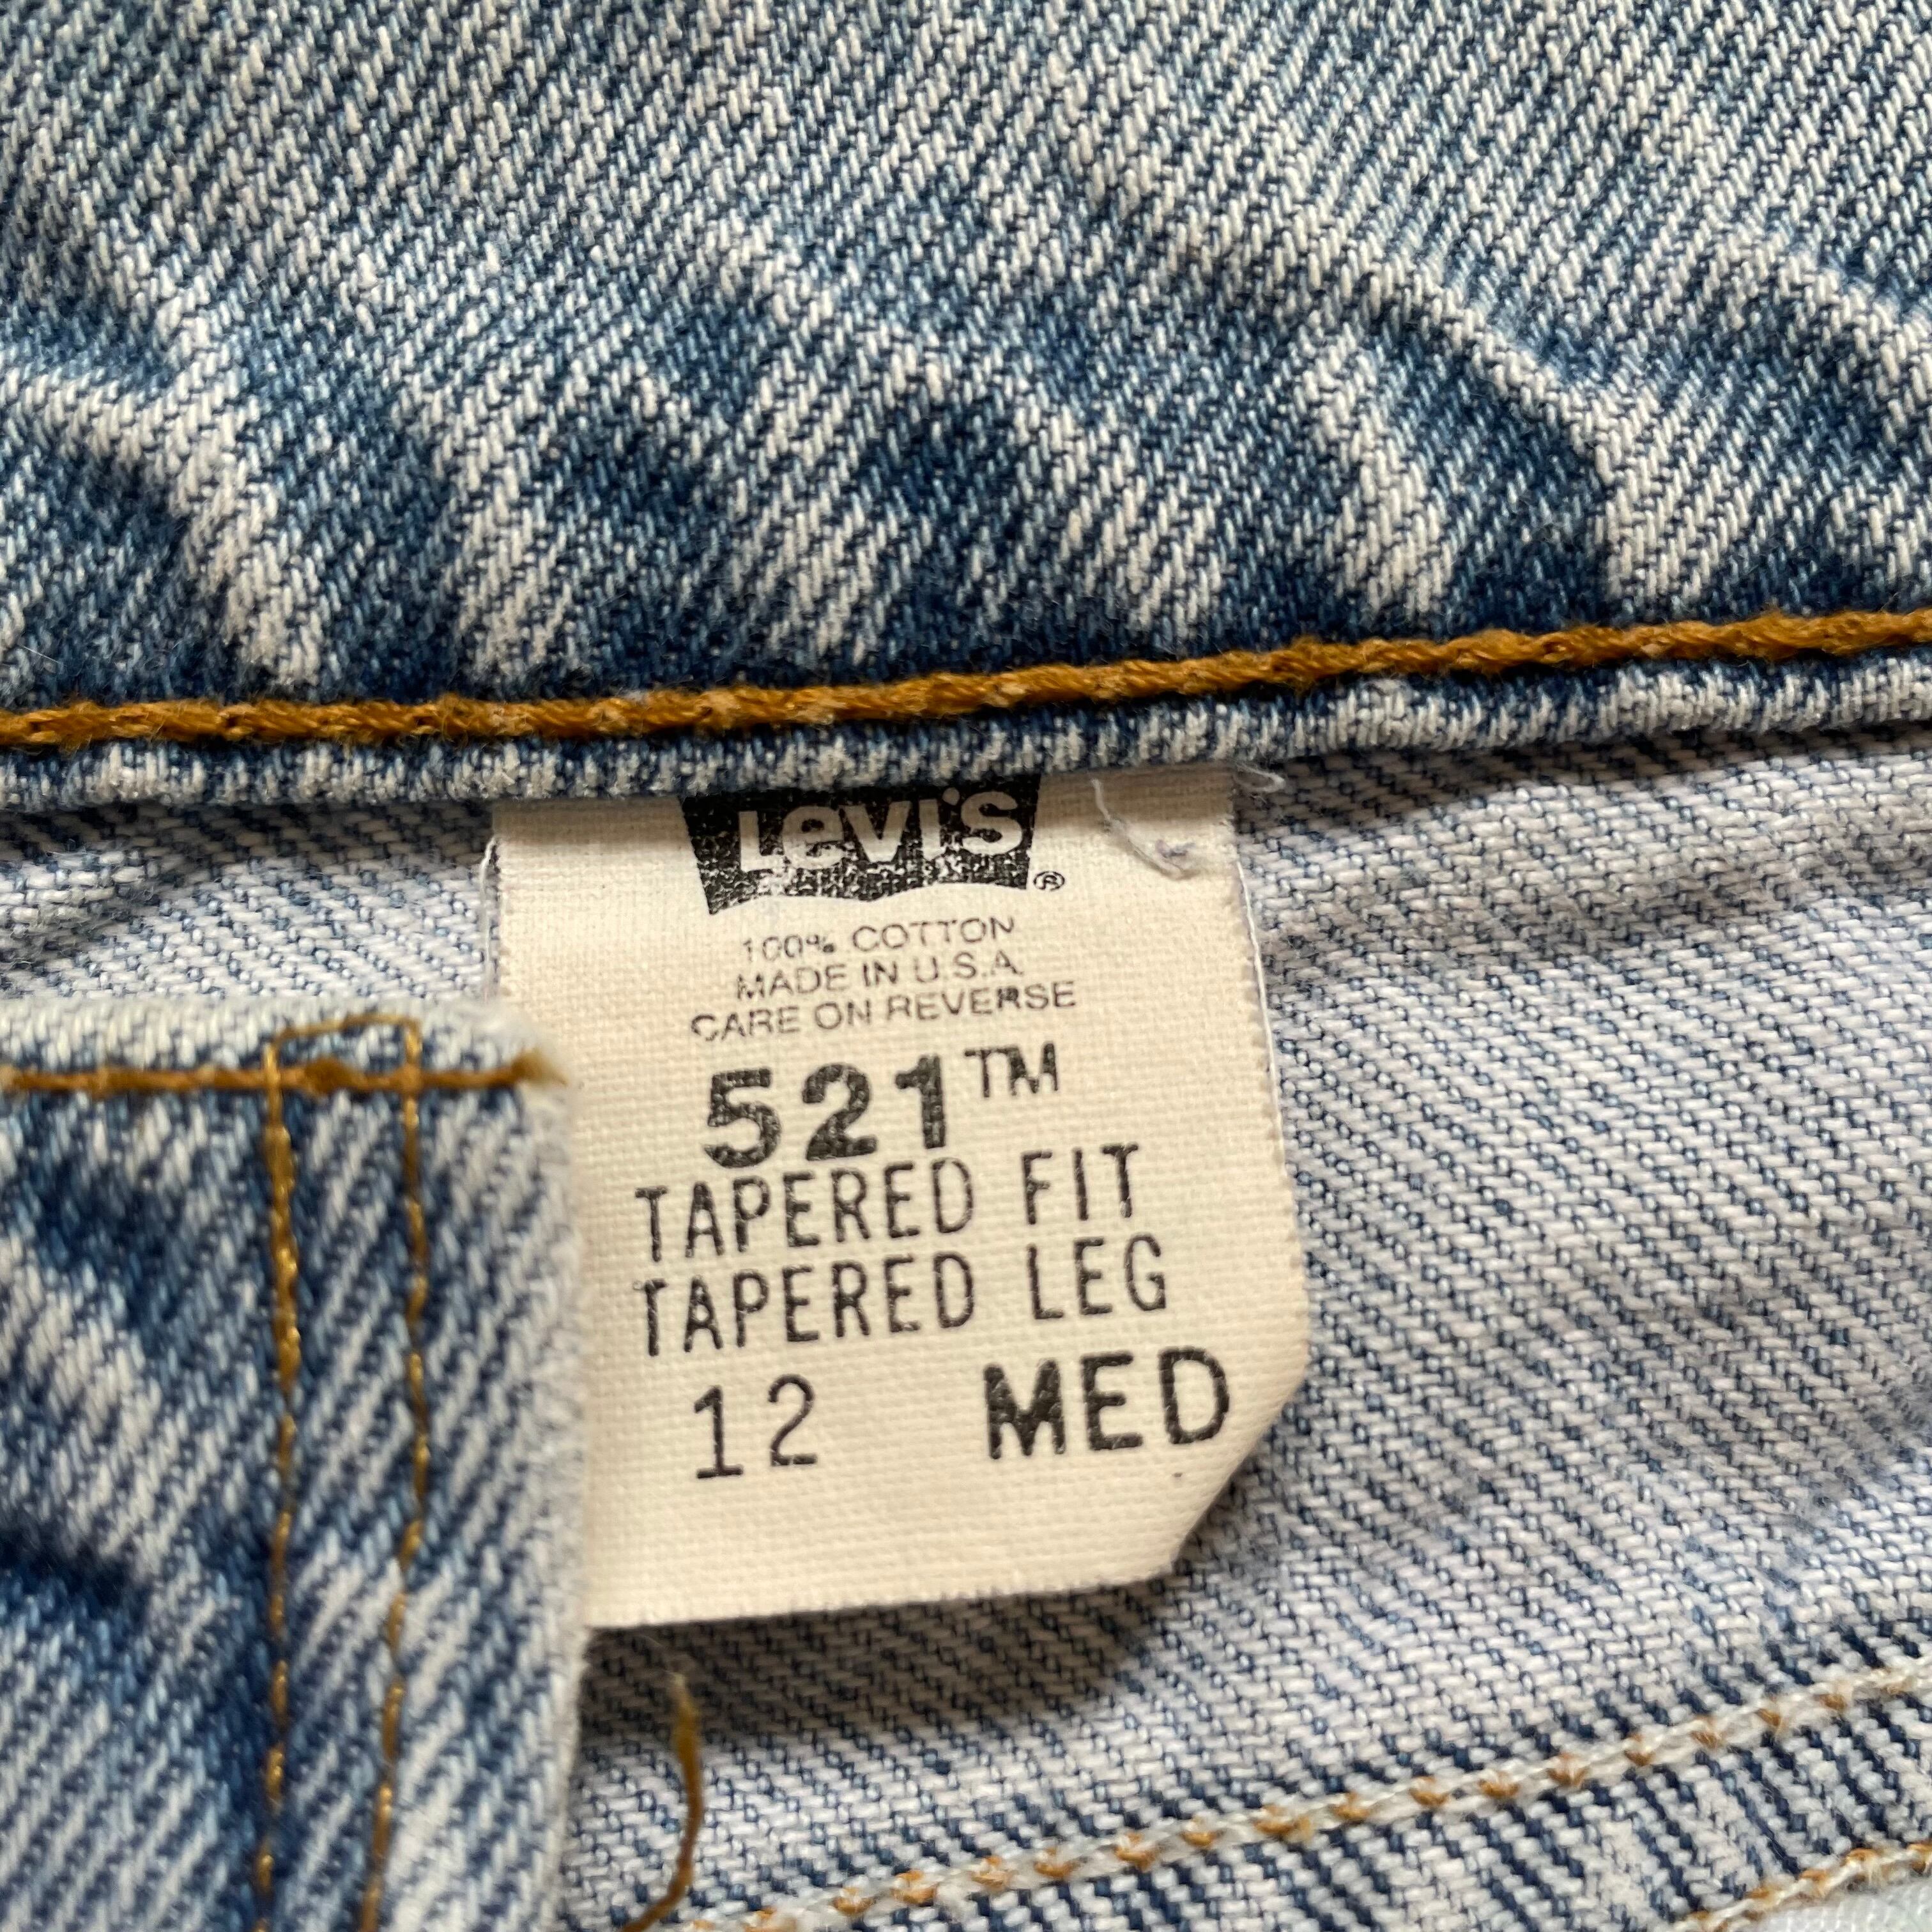 Levi's ®
100% COTTON
MADE IN U.S.A.
CARE ON REVERSE
521™
TAPERED FIT
TAPERED LEG
12 MED